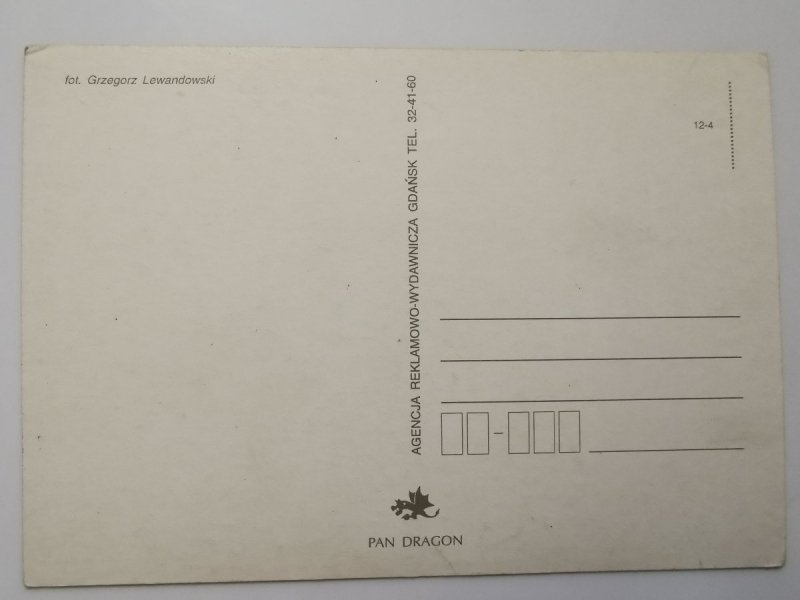 fot. Grzegorz Lewandowski
AGENCJA REKLAMOWO-WYDAWNICZA GDAŃSK TEL. 32-41-60
12-4
–
PAN DRAGON